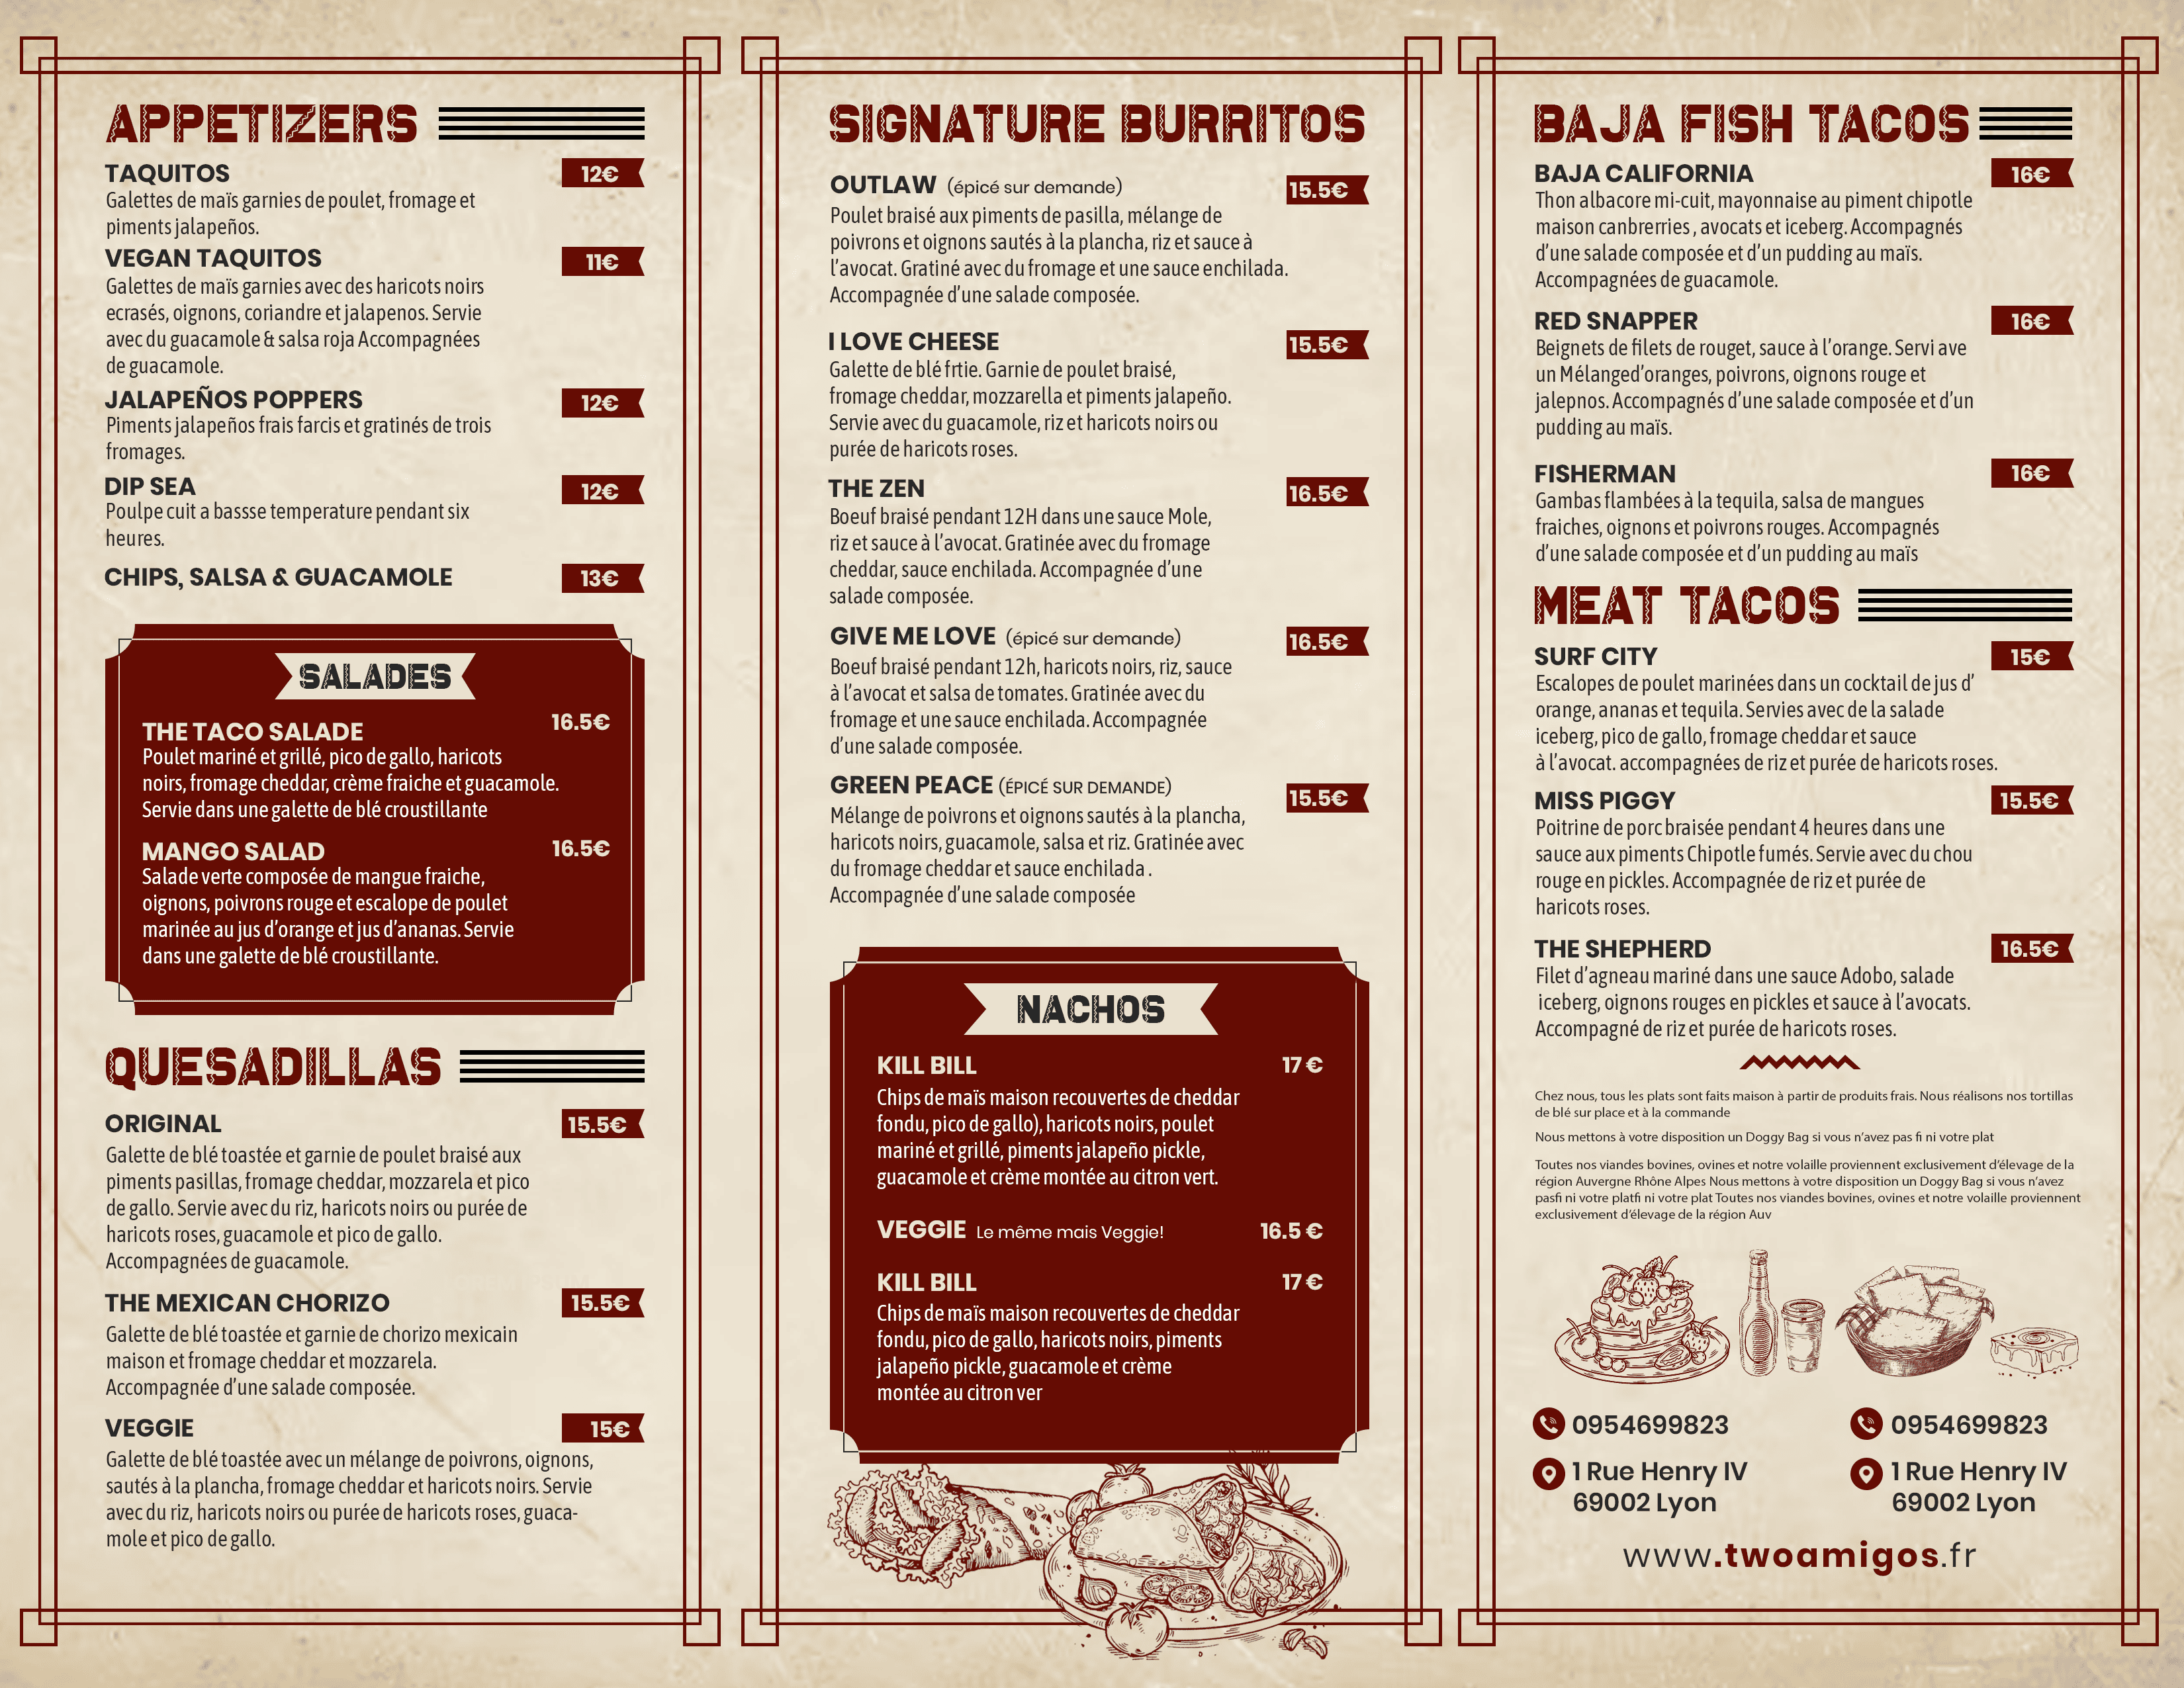 APPETIZERS
TAQUITOS
12€
Galettes de maïs garnies de poulet, fromage et
piments jalapeños.
VEGAN TAQUITOS
11€
Galettes de maïs garnies avec des haricots noirs
ecrasés, oignons, coriandre et jalapenos. Servie
avec du guacamole & salsa roja Accompagnées
de guacamole.
JALAPEÑOS POPPERS
12€
Piments jalapeños frais farcis et gratinés de trois
fromages.
DIP SEA
12€
Poulpe cuit a bassse temperature pendant six
heures.
CHIPS, SALSA & GUACAMOLE
13€
SALADES
THE TACO SALADE
16.5€
Poulet mariné et grillé, pico de gallo, haricots
noirs, fromage cheddar, crème fraiche et guacamole.
Servie dans une galette de blé croustillante
MANGO SALAD
16.5€
Salade verte composée de mangue fraiche,
oignons, poivrons rouge et escalope de poulet
marinée au jus d’orange et jus d’ananas. Servie
dans une galette de blé croustillante.
QUESADILLAS
ORIGINAL
15.5€
Galette de blé toastée et garnie de poulet braisé aux
piments pasillas, fromage cheddar, mozzarela et pico
de gallo. Servie avec du riz, haricots noirs ou purée de
haricots roses, guacamole et pico de gallo.
Accompagnées de guacamole.
THE MEXICAN CHORIZO
15.5€
Galette de blé toastée et garnie de chorizo mexicain
maison et fromage cheddar et mozzarela.
Accompagnée d’une salade composée.
VEGGIE
15€
Galette de blé toastée avec un mélange de poivrons, oignons,
sautés à la plancha, fromage cheddar et haricots noirs. Servie
avec du riz, haricots noirs ou purée de haricots roses, guaca-
mole et pico de gallo.
SIGNATURE BURRITOS
OUTLAW (épicé sur demande)
15.5€
Poulet braisé aux piments de pasilla, mélange de
poivrons et oignons sautés à la plancha, riz et sauce à
l’avocat. Gratiné avec du fromage et une sauce enchilada.
Accompagnée d’une salade composée.
I LOVE CHEESE
15.5€
Galette de blé frtie. Garnie de poulet braisé,
fromage cheddar, mozzarella et piments jalapeño.
Servie avec du guacamole, riz et haricots noirs ou
purée de haricots roses.
THE ZEN
16.5€
Boeuf braisé pendant 12H dans une sauce Mole,
riz et sauce à l’avocat. Gratinée avec du fromage
cheddar, sauce enchilada. Accompagnée d’une
salade composée.
GIVE ME LOVE (épicé sur demande)
16.5€
Boeuf braisé pendant 12h, haricots noirs, riz, sauce
à l’avocat et salsa de tomates. Gratinée avec du
fromage et une sauce enchilada. Accompagnée
d’une salade composée.
GREEN PEACE (ÉPICÉ SUR DEMANDE)
15.5€
Mélange de poivrons et oignons sautés à la plancha,
haricots noirs, guacamole, salsa et riz. Gratinée avec
du fromage cheddar et sauce enchilada .
Accompagnée d’une salade composée
NACHOS
KILL BILL
17 €
Chips de maïs maison recouvertes de cheddar
fondu, pico de gallo), haricots noirs, poulet
mariné et grillé, piments jalapeño pickle,
guacamole et crème montée au citron vert.
VEGGIE Le même mais Veggie!
16.5 €
KILL BILL
17 €
Chips de maïs maison recouvertes de cheddar
fondu, pico de gallo, haricots noirs, piments
jalapeño pickle, guacamole et crème
montée au citron ver
BAJA FISH TACOS
BAJA CALIFORNIA
16€
Thon albacore mi-cuit, mayonnaise au piment chipotle
maison canbrerries , avocats et iceberg. Accompagnés
d’une salade composée et d’un pudding au maïs.
Accompagnées de guacamole.
RED SNAPPER
16€
Beignets de filets de rouget, sauce à l’orange. Servi ave
un Mélanged’oranges, poivrons, oignons rouge et
jalepnos. Accompagnés d’une salade composée et d’un
pudding au maïs.
FISHERMAN
16€
Gambas flambées à la tequila, salsa de mangues
fraiches, oignons et poivrons rouges. Accompagnés
d’une salade composée et d’un pudding au maïs
MEAT TACOS
SURF CITY
15€
Escalopes de poulet marinées dans un cocktail de jus d’
orange, ananas et tequila. Servies avec de la salade
iceberg, pico de gallo, fromage cheddar et sauce
à l’avocat. accompagnées de riz et purée de haricots roses.
MISS PIGGY
15.5€
Poitrine de porc braisée pendant 4 heures dans une
sauce aux piments Chipotle fumés. Servie avec du chou
rouge en pickles. Accompagnée de riz et purée de
haricots roses.
THE SHEPHERD
16.5€
Filet d’agneau mariné dans une sauce Adobo, salade
iceberg, oignons rouges en pickles et sauce à l’avocats.
Accompagné de riz et purée de haricots roses.
Chez nous, tous les plats sont faits maison à partir de produits frais. Nous réalisons nos tortillas
de blé sur place et à la commande
Nous mettons à votre disposition un Doggy Bag si vous n’avez pas fi ni votre plat
Toutes nos viandes bovines, ovines et notre volaille proviennent exclusivement d’élevage de la
région Auvergne Rhône Alpes Nous mettons à votre disposition un Doggy Bag si vous n’avez
pasfi ni votre platfi ni votre plat Toutes nos viandes bovines, ovines et notre volaille proviennent
exclusivement d’élevage de la région Auv
0954699823
0954699823
1 Rue Henry IV
69002 Lyon
1 Rue Henry IV
69002 Lyon
www.twoamigos.fr